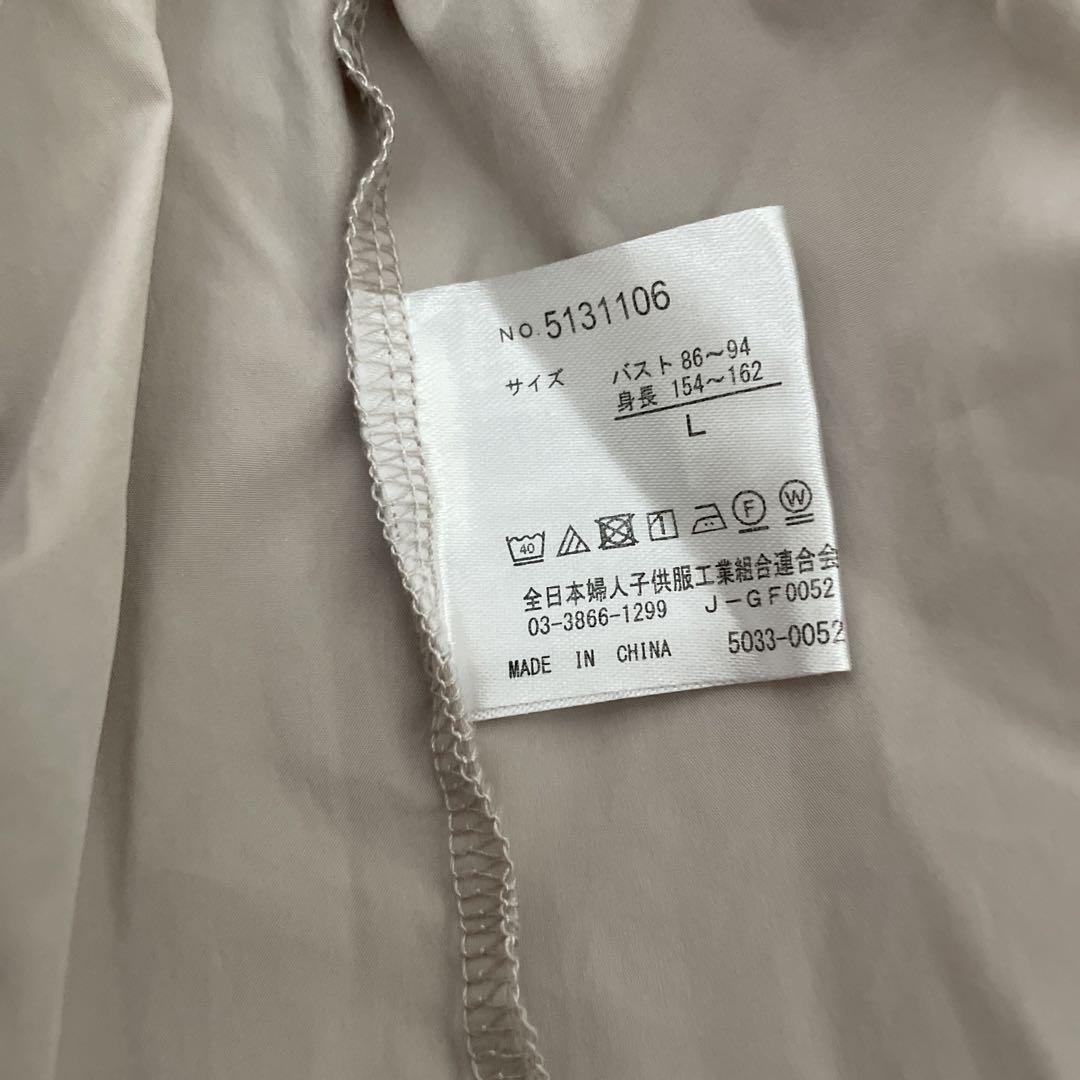 NO.5131106
サイズ バスト 86～94
身長 154～162
L
40 1 F W
全日本婦人子供服工業組合連合会
03-3866-1299 J-GF0052
MADE IN CHINA 5033-0052